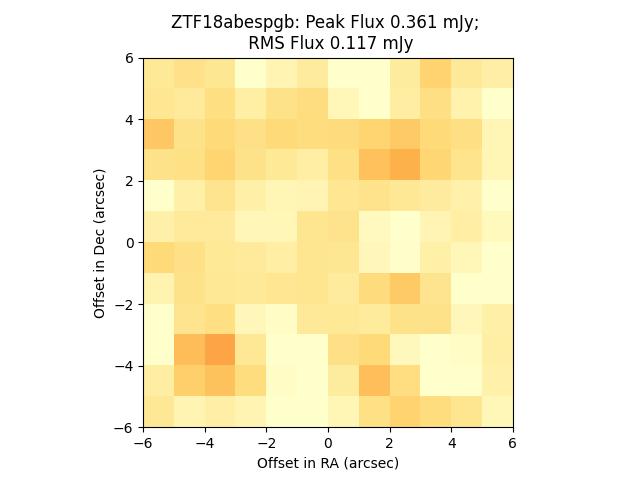 ZTF18abespgb: Peak Flux 0.361 mJy;
RMS Flux 0.117 mJy
6
4
2
0
−2
−4
−6
Offset in Dec (arcsec)
−6 −4 −2 0 2 4 6
Offset in RA (arcsec)